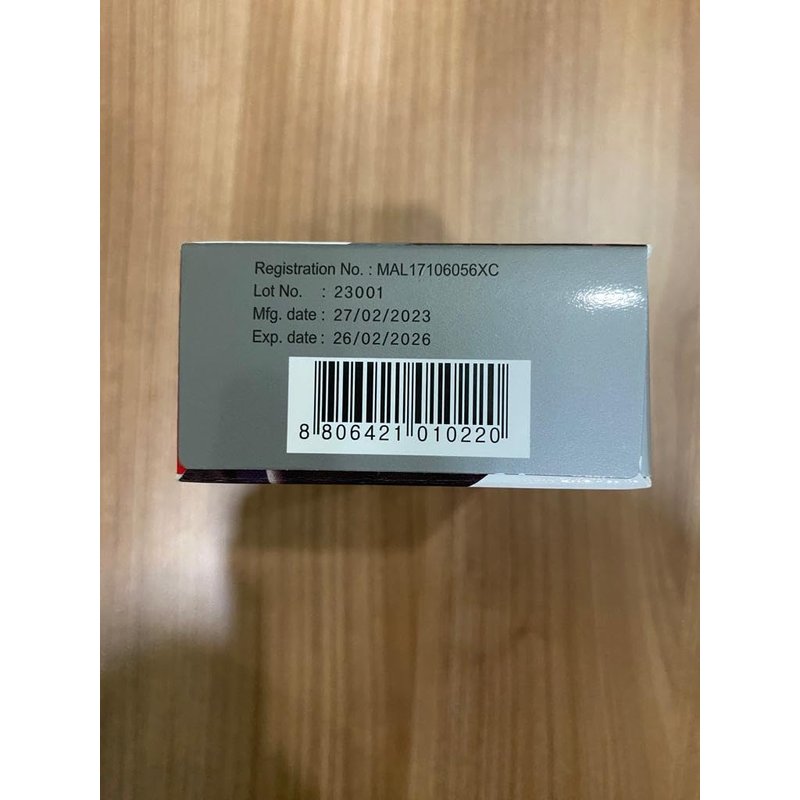 Registration No. : MAL17106056XC
Lot No. : 23001
Mfg. date : 27/02/2023
Exp. date : 26/02/2026
8 806421 010220